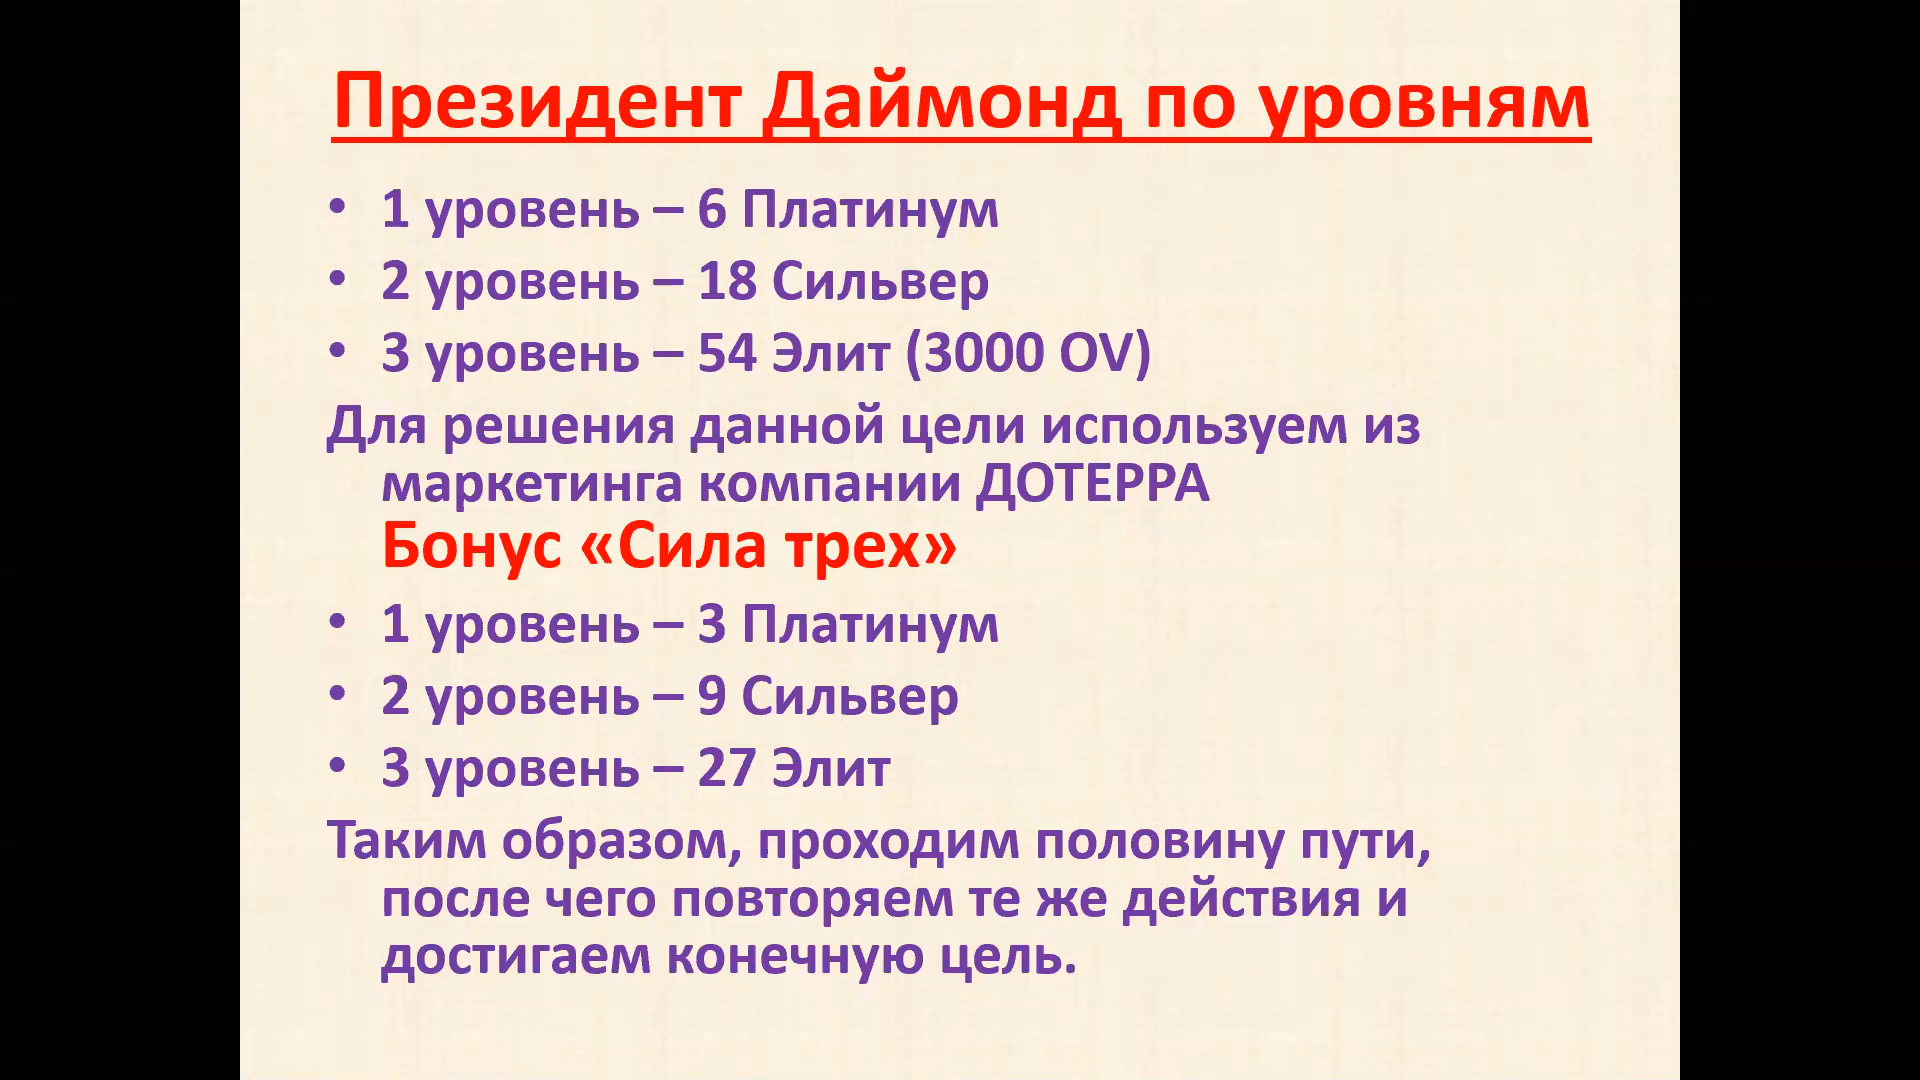 Президент Даймонд по уровням
• 1 уровень – 6 Платинум
• 2 уровень – 18 Сильвер
• 3 уровень – 54 Элит (3000 OV)
Для решения данной цели используем из
маркетинга компании ДОТЕРРА
Бонус «Сила трех»
• 1 уровень – 3 Платинум
• 2 уровень – 9 Сильвер
• 3 уровень – 27 Элит
Таким образом, проходим половину пути,
после чего повторяем те же действия и
достигаем конечную цель.